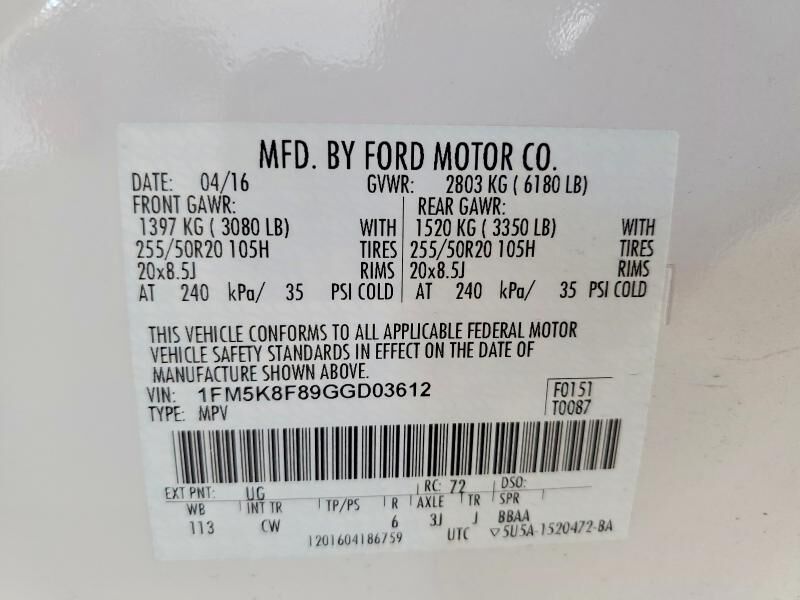 MFD. BY FORD MOTOR CO.
DATE: 04/16 GVWR: 2803 KG ( 6180 LB)
FRONT GAWR: REAR GAWR:
1397 KG ( 3080 LB) WITH 1520 KG ( 3350 LB) WITH
255/50R20 105H TIRES 255/50R20 105H TIRES
20x8.5J RIMS 20x8.5J RIMS
AT 240 kPa/ 35 PSI COLD AT 240 kPa/ 35 PSI COLD
THIS VEHICLE CONFORMS TO ALL APPLICABLE FEDERAL MOTOR
VEHICLE SAFETY STANDARDS IN EFFECT ON THE DATE OF
MANUFACTURE SHOWN ABOVE.
VIN: 1FM5K8F89GGD03612 F0151
TYPE: MPV T0087
EXT PNT: UG RC: 72 DSO:
WB INT TR TP/PS R AXLE TR SPR
113 CW 6 3J J BBAA
1201604186759 UTC ▽5U5A-1520472-BA